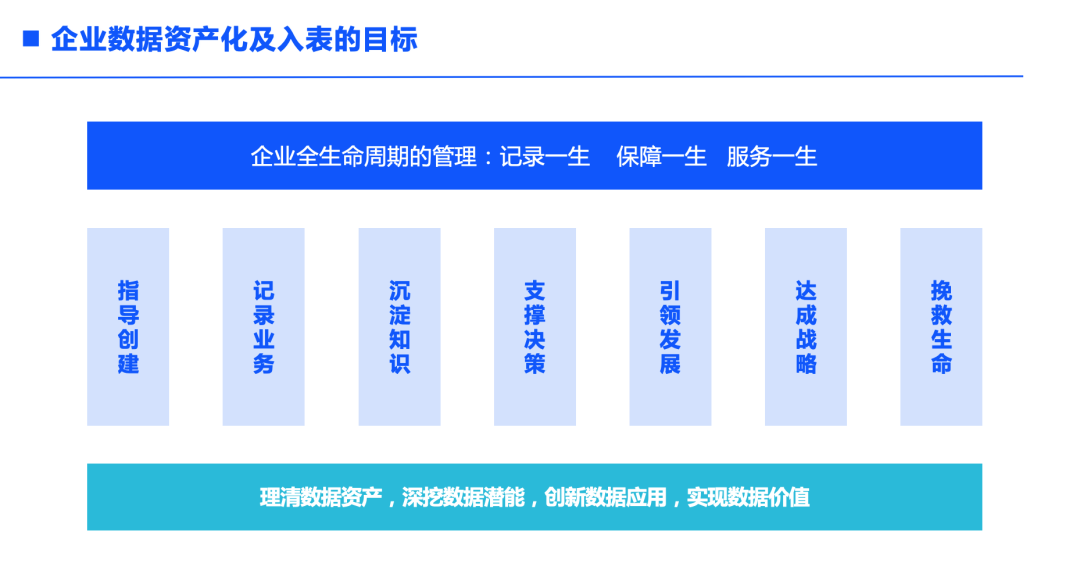 企业数据资产化及入表的目标
企业全生命周期的管理：记录一生 保障一生 服务一生
指导创建
记录业务
沉淀知识
支撑决策
引领发展
达成战略
挽救生命
理清数据资产，深挖数据潜能，创新数据应用，实现数据价值